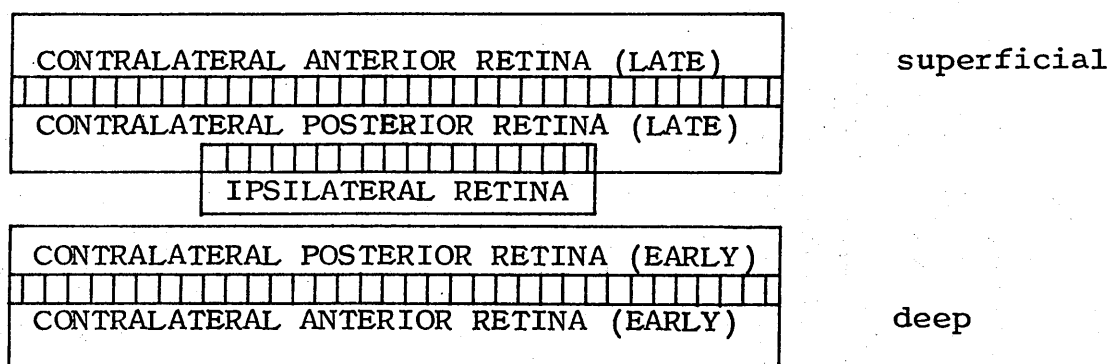 CONTRALATERAL ANTERIOR RETINA (LATE) superficial
CONTRALATERAL POSTERIOR RETINA (LATE)
IPSILATERAL RETINA
CONTRALATERAL POSTERIOR RETINA (EARLY)
CONTRALATERAL ANTERIOR RETINA (EARLY) deep